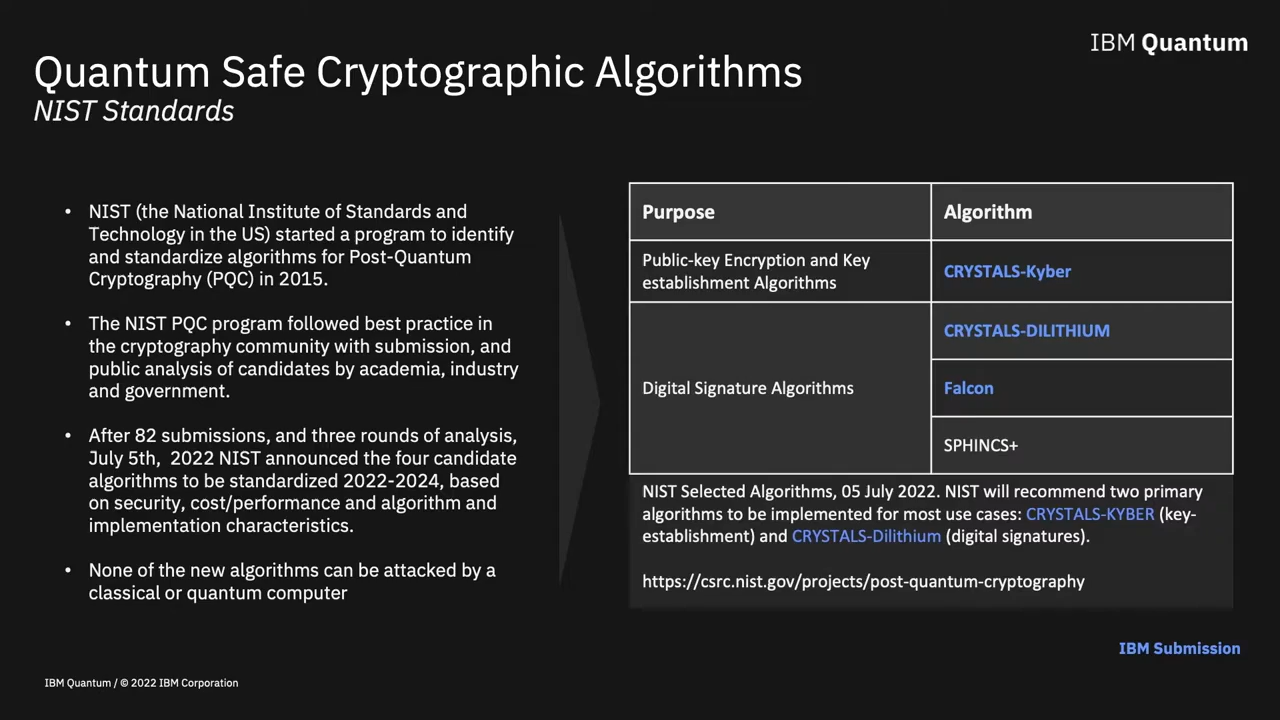 IBM Quantum
Quantum Safe Cryptographic Algorithms
NIST Standards
• NIST (the National Institute of Standards and
Technology in the US) started a program to identify
and standardize algorithms for Post-Quantum
Cryptography (PQC) in 2015.
• The NIST PQC program followed best practice in
the cryptography community with submission, and
public analysis of candidates by academia, industry
and government.
• After 82 submissions, and three rounds of analysis,
July 5th, 2022 NIST announced the four candidate
algorithms to be standardized 2022-2024, based
on security, cost/performance and algorithm and
implementation characteristics.
• None of the new algorithms can be attacked by a
classical or quantum computer
Purpose
Algorithm
Public-key Encryption and Key
establishment Algorithms
CRYSTALS-Kyber
Digital Signature Algorithms
CRYSTALS-DILITHIUM
Falcon
SPHINCS+
NIST Selected Algorithms, 05 July 2022. NIST will recommend two primary
algorithms to be implemented for most use cases: CRYSTALS-KYBER (key-
establishment) and CRYSTALS-Dilithium (digital signatures).
https://csrc.nist.gov/projects/post-quantum-cryptography
IBM Submission
IBM Quantum / © 2022 IBM Corporation